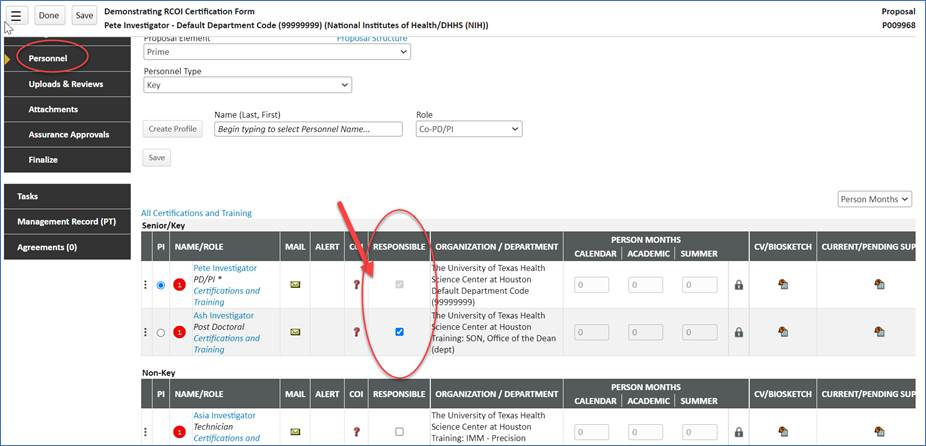 Done
Save
Demonstrating RCOI Certification Form
Pete Investigator - Default Department Code (99999999) (National Institutes of Health/DHHS (NIH))
Proposal
P009968
Personnel
Uploads & Reviews
Attachments
Assurance Approvals
Finalize
Tasks
Management Record (PT)
Agreements (0)
Proposal Element
Proposal Structure
Prime
Personnel Type
Key
Name (Last, First)
Role
Create Profile
Begin typing to select Personnel Name...
Co-PD/PI
Save
Person Months
All Certifications and Training
Senior/Key
PI NAME/ROLE MAIL ALERT COI RESPONSIBLE ORGANIZATION / DEPARTMENT PERSON MONTHS CV/BIOSKETCH CURRENT/PENDING SUP
CALENDAR ACADEMIC SUMMER
1 Pete Investigator
PD/PI *
Certifications and
Training
?
The University of Texas Health
Science Center at Houston
Default Department Code
(99999999)
0 0 0
1 Ash Investigator
Post Doctoral
Certifications and
Training
?
The University of Texas Health
Science Center at Houston
Training: SON, Office of the Dean
(dept)
0 0 0
Non-Key
PI NAME/ROLE MAIL ALERT COI RESPONSIBLE ORGANIZATION / DEPARTMENT PERSON MONTHS CV/BIOSKETCH CURRENT/PENDING SUP
CALENDAR ACADEMIC SUMMER
1 Asia Investigator
Technician
Certifications and
?
The University of Texas Health
Science Center at Houston
Training: IMM - Precision
0 0 0